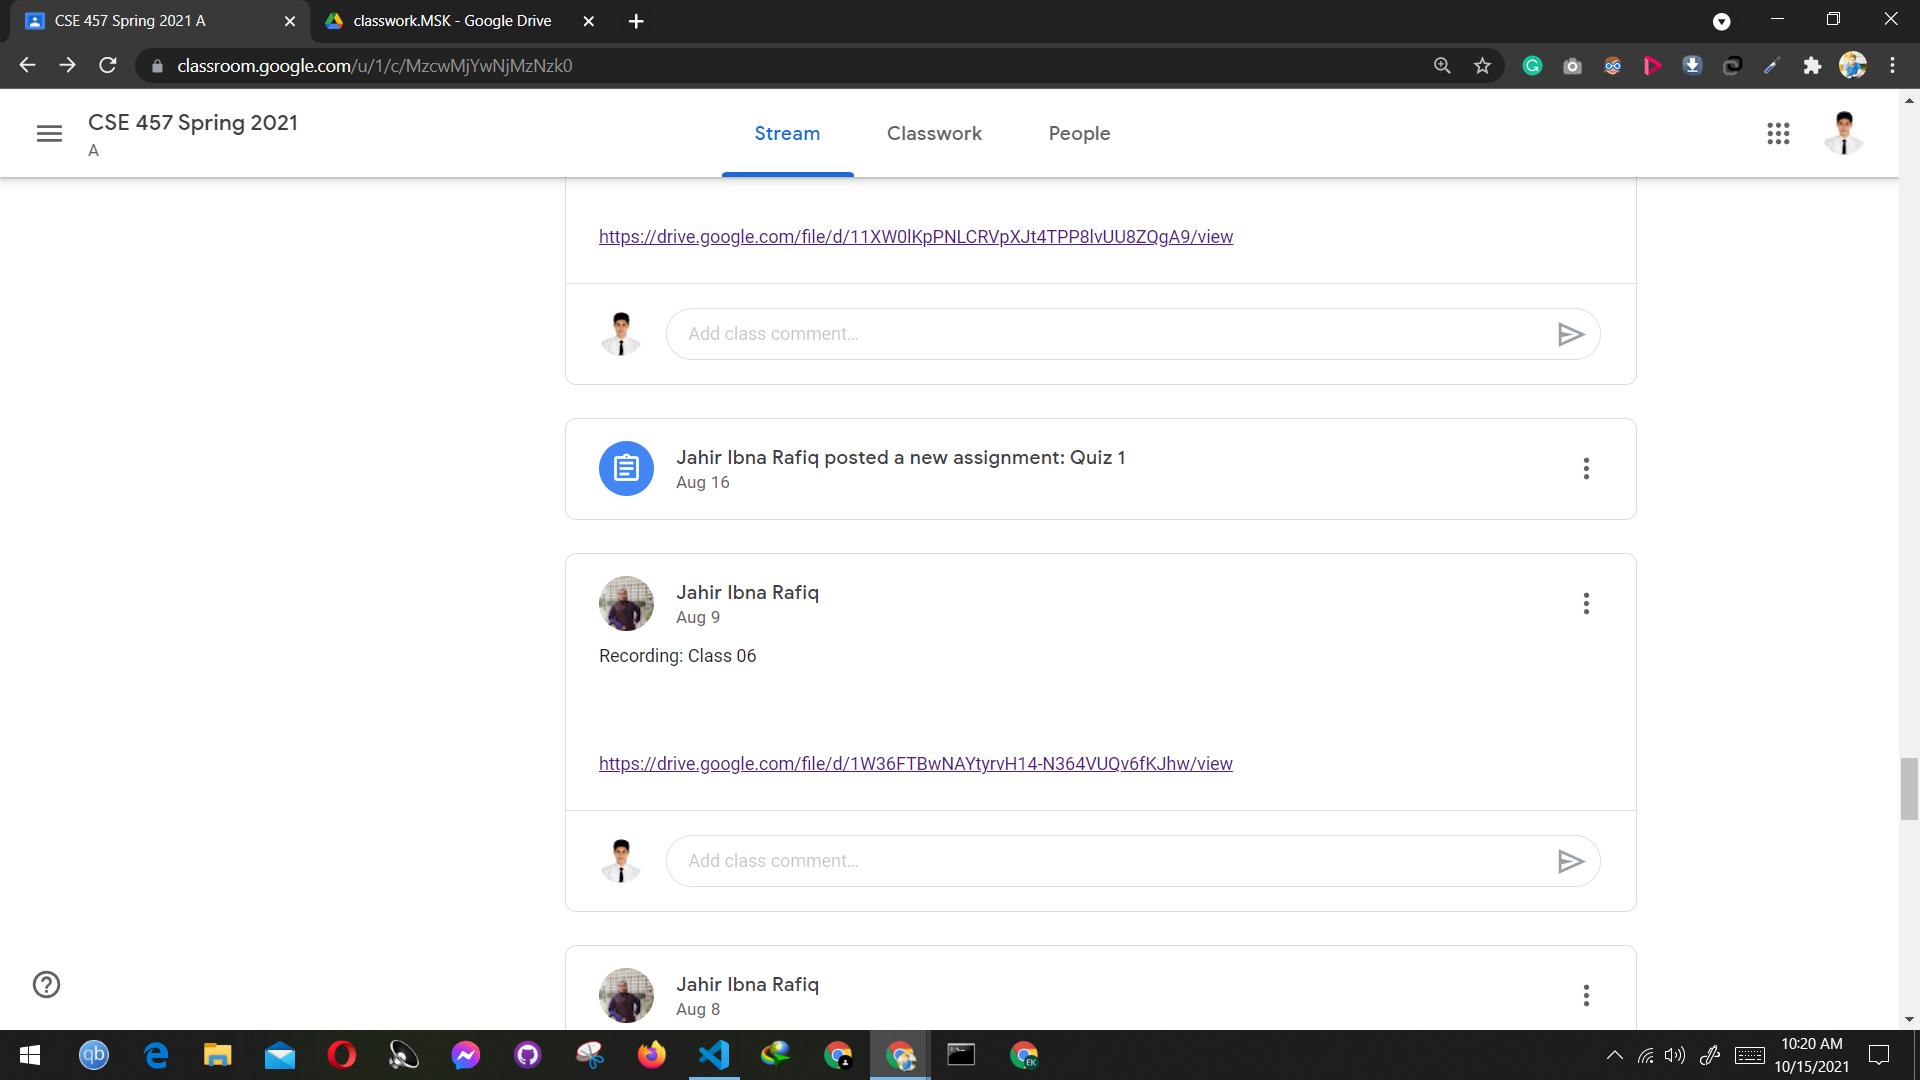 CSE 457 Spring 2021 A
classwork.MSK - Google Drive
classroom.google.com/u/1/c/MzcwMjYwNjMzNzk0
CSE 457 Spring 2021
A
Stream
Classwork
People
https://drive.google.com/file/d/11XW0lKpPNLCRVpXJt4TPP8lvUU8ZQgA9/view
Add class comment...
Jahir Ibna Rafiq posted a new assignment: Quiz 1
Aug 16
Jahir Ibna Rafiq
Aug 9
Recording: Class 06
https://drive.google.com/file/d/1W36FTBwNAYtyrvH14-N364VUQv6fKJhw/view
Add class comment...
Jahir Ibna Rafiq
Aug 8
qb
EK
10:20 AM
10/15/2021